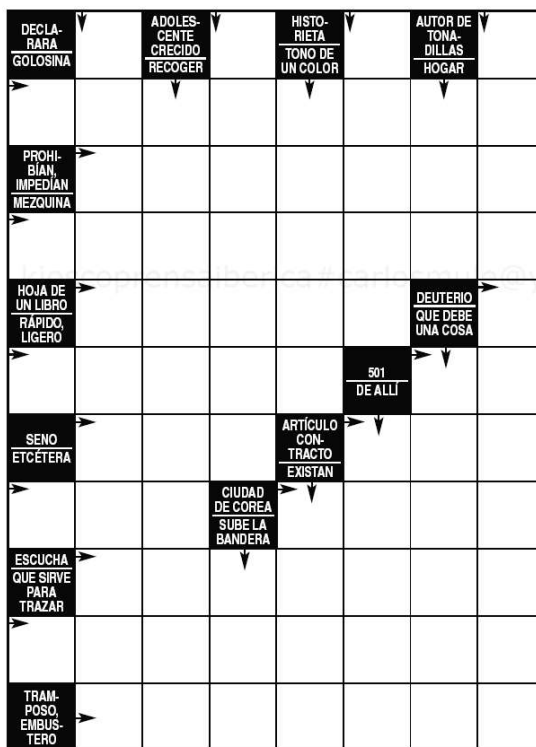 DECLA-
RARA
GOLOSINA
ADOLES-
CENTE
CRECIDO
RECOGER
HISTO-
RIETA
TONO DE
UN COLOR
AUTOR DE
TONA-
DILLAS
HOGAR
PROHI-
BÍAN,
IMPEDÍAN
MEZQUINA
HOJA DE
UN LIBRO
RÁPIDO,
LIGERO
DEUTERIO
QUE DEBE
UNA COSA
501
DE ALLÍ
SENO
ETCÉTERA
ARTÍCULO
CON-
TRACTO
EXISTAN
CIUDAD
DE COREA
SUBE LA
BANDERA
ESCUCHA
QUE SIRVE
PARA
TRAZAR
TRAM-
POSO,
EMBUS-
TERO